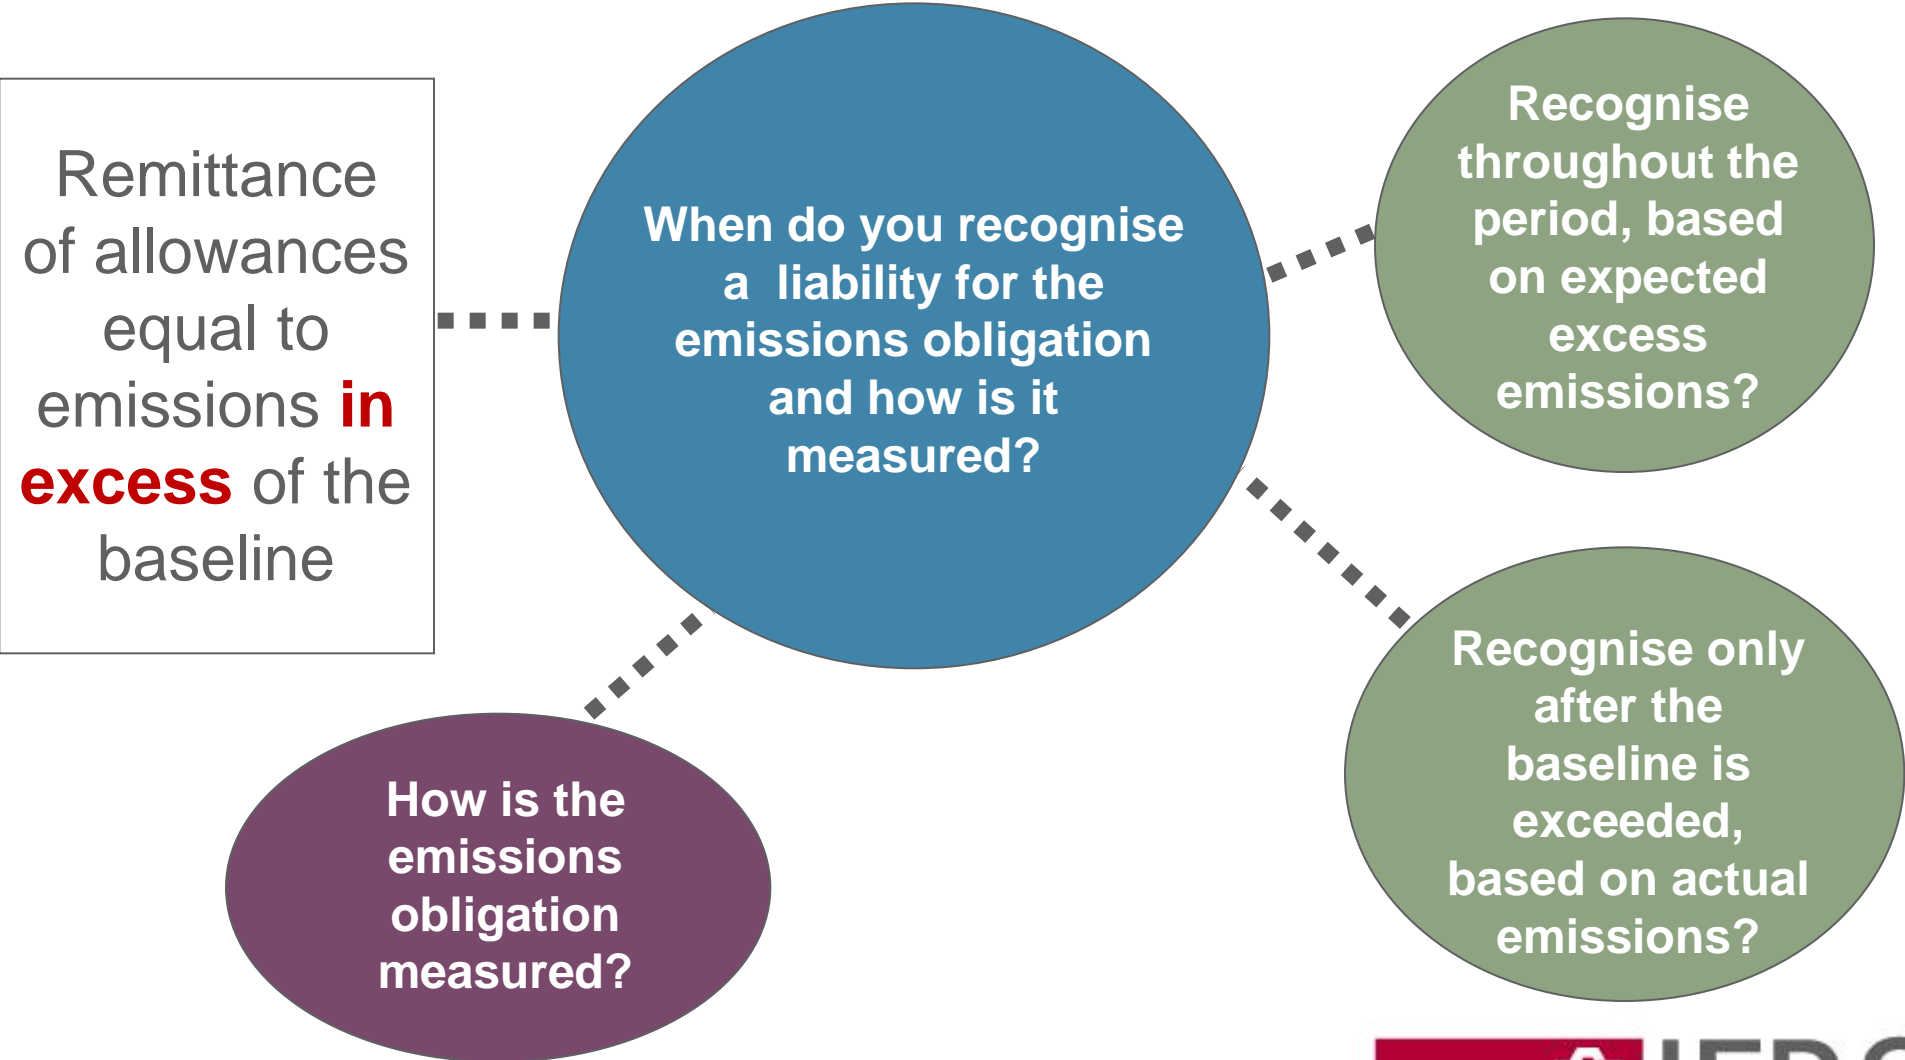 Remittance
of allowances
equal to
emissions in
excess of the
baseline
When do you recognise
a liability for the
emissions obligation
and how is it
measured?
Recognise
throughout the
period, based
on expected
excess
emissions?
Recognise only
after the
baseline is
exceeded,
based on actual
emissions?
How is the
emissions
obligation
measured?